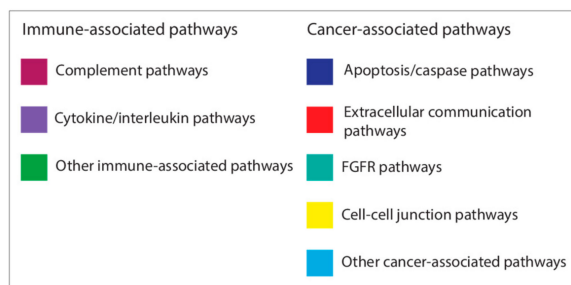 Immune-associated pathways
Complement pathways
Cytokine/interleukin pathways
Other immune-associated pathways
Cancer-associated pathways
Apoptosis/caspase pathways
Extracellular communication
pathways
FGFR pathways
Cell-cell junction pathways
Other cancer-associated pathways